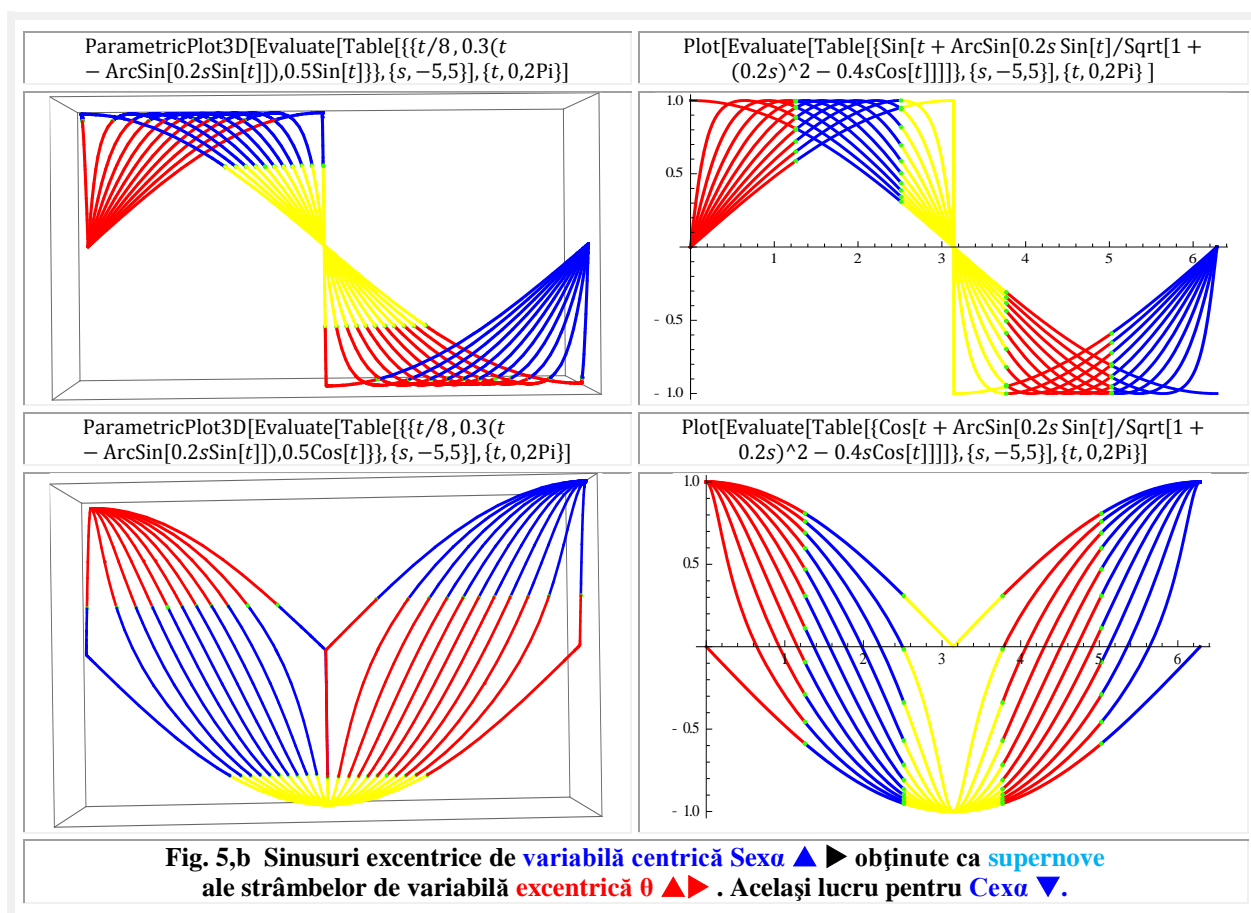 ParametricPlot3D[Evaluate[Table[{{t/8 , 0.3(t
− ArcSin[0.2sSin[t]]),0.5Sin[t]}},{s, −5,5}],{t, 0,2Pi}]
Plot[Evaluate[Table[{Sin[t + ArcSin[0.2s Sin[t]/Sqrt[1 +
(0.2s)^2 − 0.4sCos[t]]]]},{s, −5,5}],{t, 0,2Pi} ]
1.0
0.5
1 2 3 4 5 6
- 0.5
- 1.0
ParametricPlot3D[Evaluate[Table[{{t/8 , 0.3(t
− ArcSin[0.2sSin[t]]),0.5Cos[t]}},{s, −5,5}],{t, 0,2Pi}]
Plot[Evaluate[Table[{Cos[t + ArcSin[0.2s Sin[t]/Sqrt[1 +
0.2s)^2 − 0.4sCos[t]]]]},{s, −5,5}],{t, 0,2Pi}]
1.0
0.5
1 2 3 4 5 6
- 0.5
- 1.0
Fig. 5,b Sinusuri excentrice de variabilă centrică Sexα ▲ ▶ obţinute ca supernove
ale strâmbelor de variabilă excentrică θ ▲▶ . Acelaşi lucru pentru Cexα ▼.